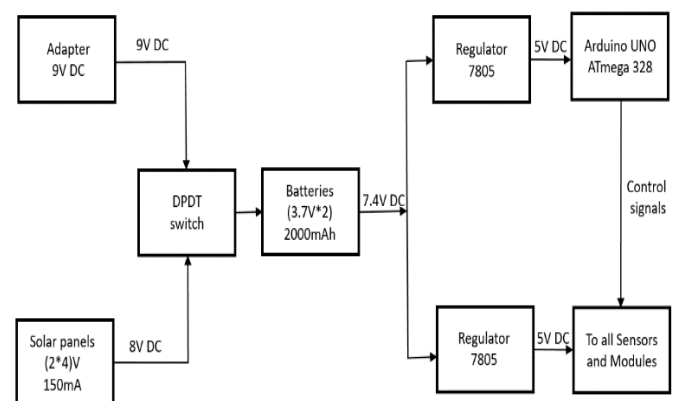 Adapter
9V DC
9V DC
DPDT
switch
Solar panels
(2*4)V
150mA
8V DC
Batteries
(3.7V*2)
2000mAh
7.4V DC
Regulator
7805
5V DC
Arduino UNO
ATmega 328
Control
signals
Regulator
7805
5V DC
To all Sensors
and Modules